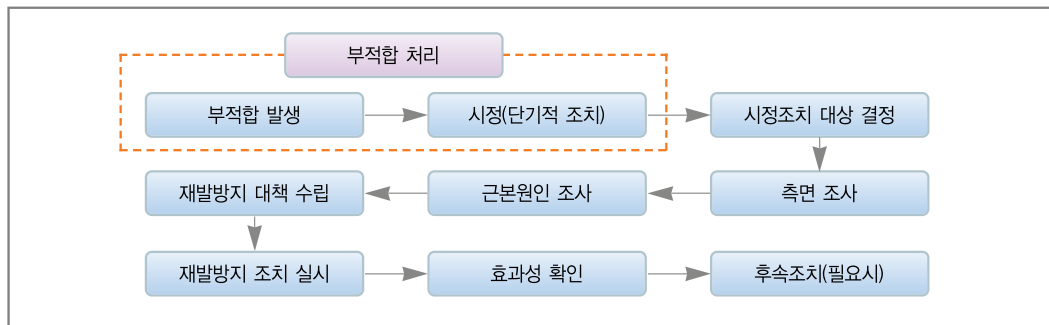 부적합 처리
부적합 발생
시정(단기적 조치)
시정조치 대상 결정
측면 조사
근본원인 조사
재발방지 대책 수립
재발방지 조치 실시
효과성 확인
후속조치(필요시)